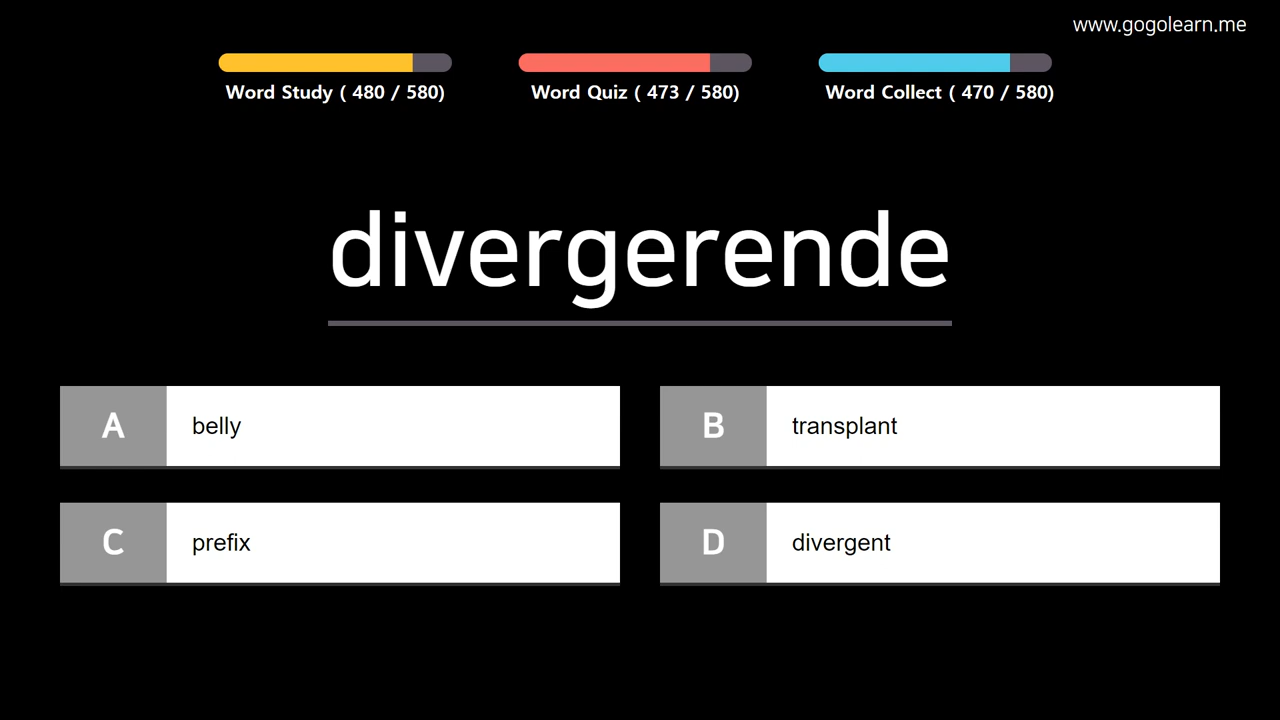 www.gogolearn.me
Word Study ( 480 / 580)
Word Quiz ( 473 / 580)
Word Collect ( 470 / 580)
divergerende
A belly
B transplant
C prefix
D divergent